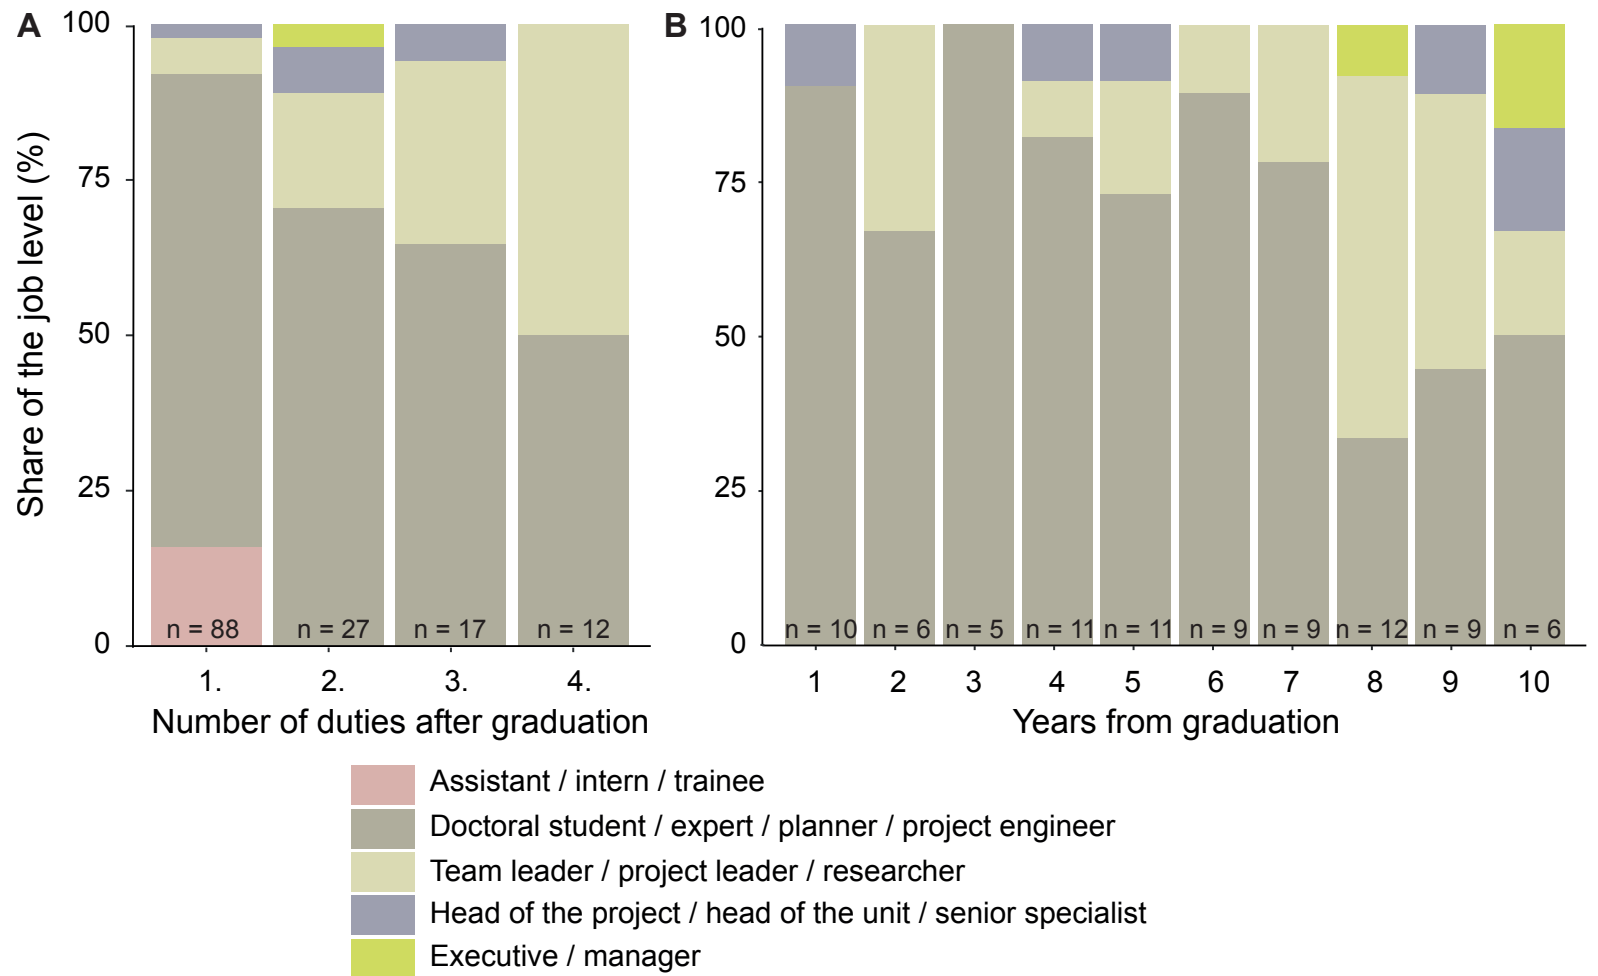 A
100
75
50
25
0
Share of the job level (%)
n = 88
n = 27
n = 17
n = 12
1.
2.
3.
4.
Number of duties after graduation
B
100
75
50
25
0
n = 10
n = 6
n = 5
n = 11
n = 11
n = 9
n = 9
n = 12
n = 9
n = 6
1
2
3
4
5
6
7
8
9
10
Years from graduation
Assistant / intern / trainee
Doctoral student / expert / planner / project engineer
Team leader / project leader / researcher
Head of the project / head of the unit / senior specialist
Executive / manager